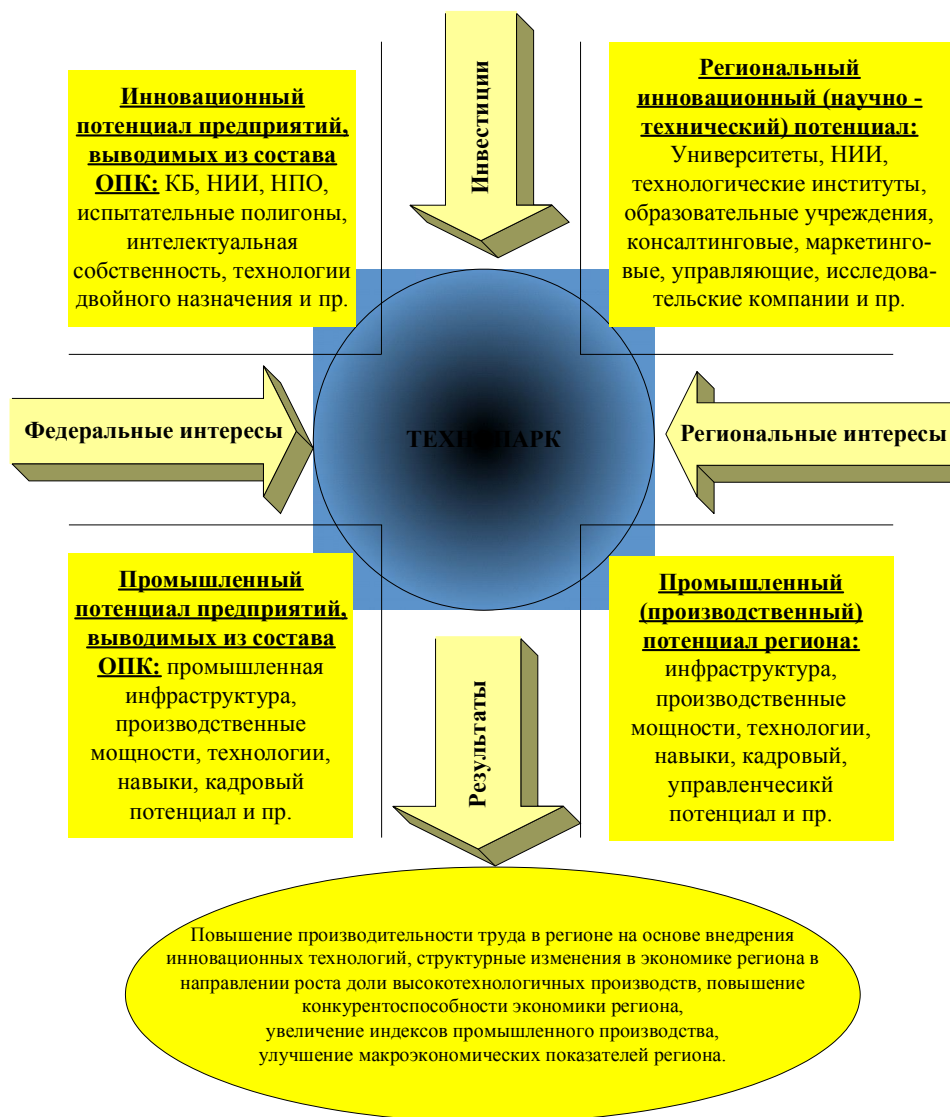 Инвестиции
Инновационный
потенциал предприятий,
выводимых из состава
ОПК: КБ, НИИ, НПО,
испытательные полигоны,
интелектуальная
собственность, технологии
двойного назначения и пр.
Региональный
инновационный (научно -
технический) потенциал:
Университеты, НИИ,
технологические институты,
образовательные учреждения,
консалтинговые, маркетинго-
вые, управляющие, исследова-
тельские компании и пр.
Федеральные интересы
ТЕХНОПАРК
Региональные интересы
Промышленный
потенциал предприятий,
выводимых из состава
ОПК: промышленная
инфраструктура,
производственные
мощности, технологии,
навыки, кадровый
потенциал и пр.
Результаты
Промышленный
(производственный)
потенциал региона:
инфраструктура,
производственные
мощности, технологии,
навыки, кадровый,
управленчесикй
потенциал и пр.
Повышение производительности труда в регионе на основе внедрения
инновационных технологий, структурные изменения в экономике региона в
направлении роста доли высокотехнологичных производств, повышение
конкурентоспособности экономики региона,
увеличение индексов промышленного производства,
улучшение макроэкономических показателей региона.